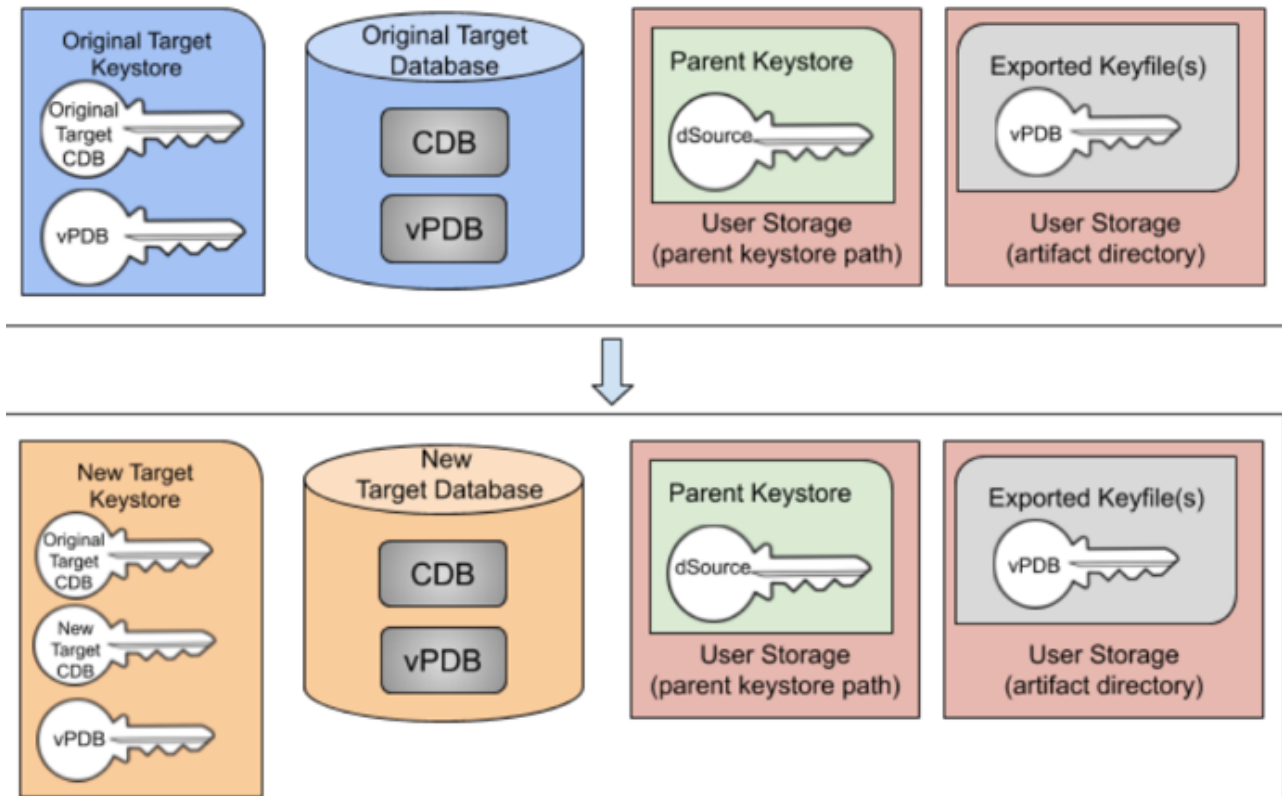 Original Target
Keystore
Original
Target
CDB
vPDB
Original Target
Database
CDB
vPDB
Parent Keystore
dSource
User Storage
(parent keystore path)
Exported Keyfile(s)
vPDB
User Storage
(artifact directory)
New Target
Keystore
Original
Target
CDB
New
Target
CDB
vPDB
New
Target Database
CDB
vPDB
Parent Keystore
dSource
User Storage
(parent keystore path)
Exported Keyfile(s)
vPDB
User Storage
(artifact directory)